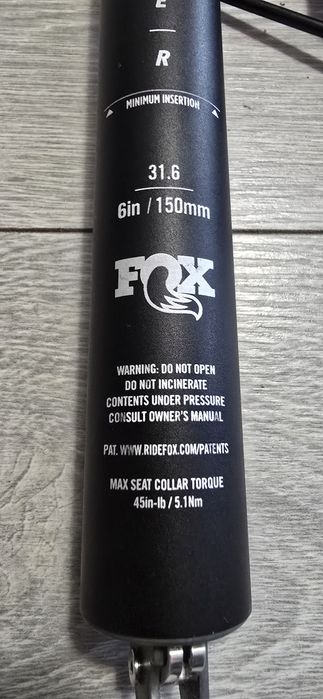 E
R
MINIMUM INSERTION
31.6
6in / 150mm
FOX
WARNING: DO NOT OPEN
DO NOT INCINERATE
CONTENTS UNDER PRESSURE
CONSULT OWNER'S MANUAL
PAT. WWW.RIDEFOX.COM/PATENTS
MAX SEAT COLLAR TORQUE
45in-lb / 5.1Nm